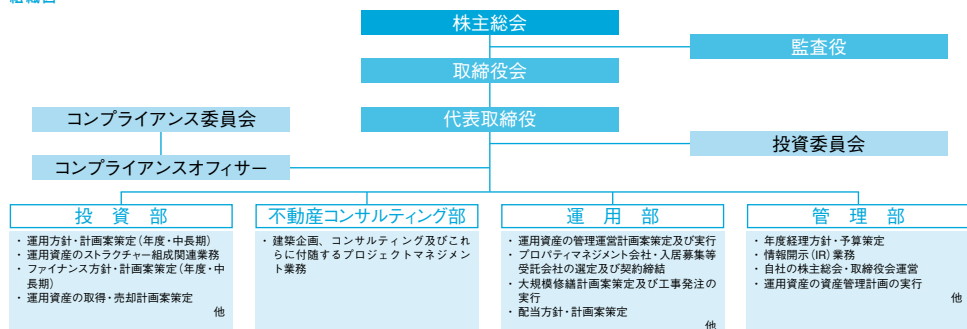 株主総会
監査役
取締役会
コンプライアンス委員会
代表取締役
投資委員会
コンプライアンスオフィサー
投資部
・ 運用方針・計画案策定（年度・中長期）
・ 運用資産のストラクチャー組成関連業務
・ ファイナンス方針・計画案策定（年度・中
長期）
・ 運用資産の取得・売却計画案策定
他
不動産コンサルティング部
・ 建築企画、コンサルティング及びこれ
らに付随するプロジェクトマネジメン
ト業務
運用部
・ 運用資産の管理運営計画案策定及び実行
・ プロパティマネジメント会社・入居募集等
受託会社の選定及び契約締結
・ 大規模修繕計画案策定及び工事発注の
実行
・ 配当方針・計画案策定
他
管理部
・ 年度経理方針・予算策定
・ 情報開示（IR）業務
・ 自社の株主総会・取締役会運営
・ 運用資産の資産管理計画の実行
他